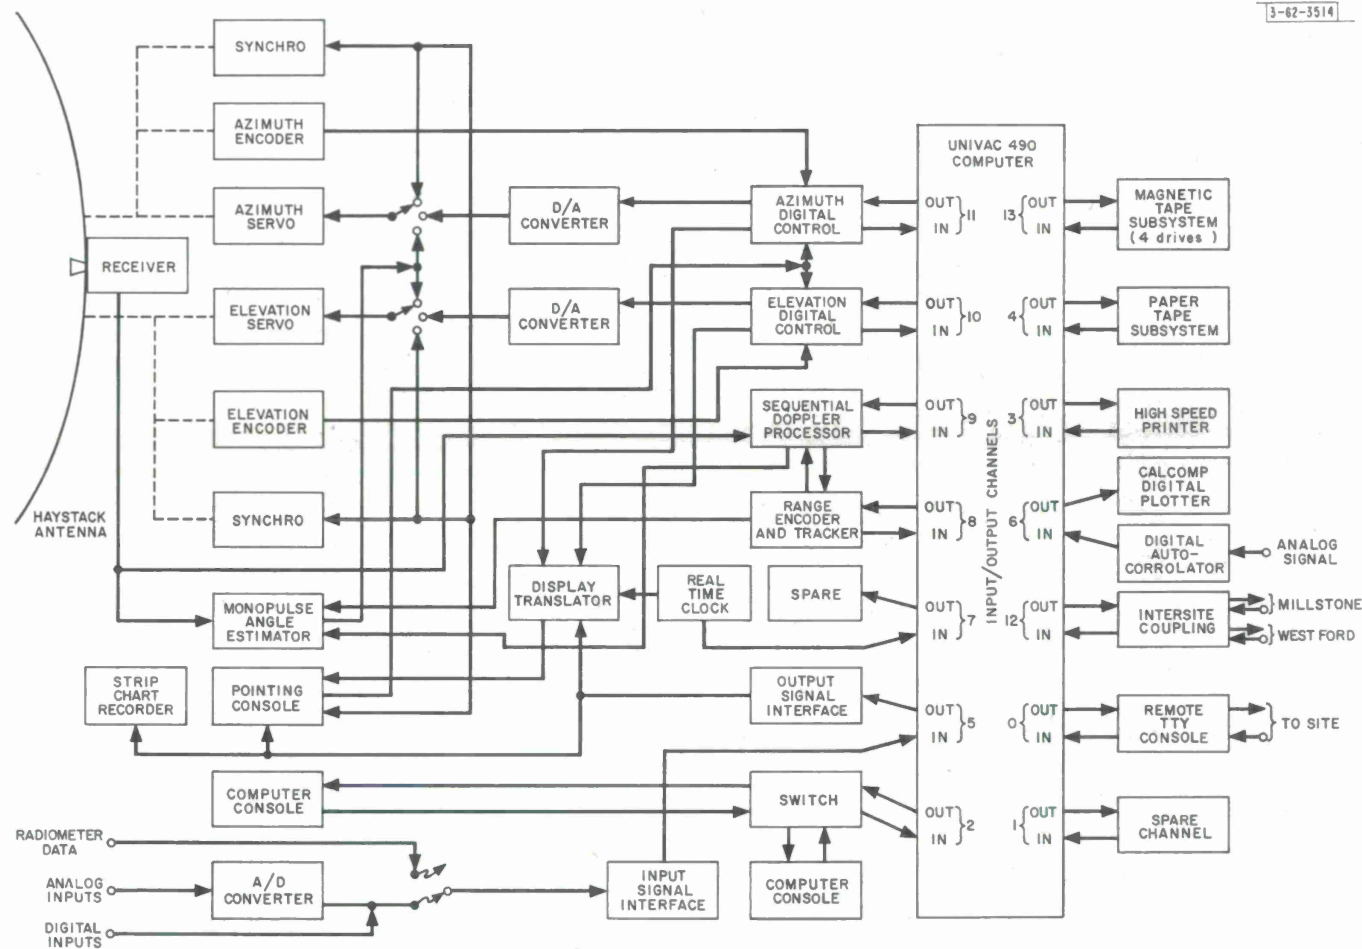 3-62-3514
SYNCHRO
AZIMUTH
ENCODER
AZIMUTH
SERVO
RECEIVER
ELEVATION
SERVO
ELEVATION
ENCODER
SYNCHRO
HAYSTACK
ANTENNA
MONOPULSE
ANGLE
ESTIMATOR
STRIP
CHART
RECORDER
POINTING
CONSOLE
COMPUTER
CONSOLE
RADIOMETER
DATA
ANALOG
INPUTS
DIGITAL
INPUTS
A/D
CONVERTER
D/A
CONVERTER
D/A
CONVERTER
DISPLAY
TRANSLATOR
REAL
TIME
CLOCK
INPUT
SIGNAL
INTERFACE
AZIMUTH
DIGITAL
CONTROL
ELEVATION
DIGITAL
CONTROL
SEQUENTIAL
DOPPLER
PROCESSOR
RANGE
ENCODER
AND TRACKER
SPARE
OUTPUT
SIGNAL
INTERFACE
SWITCH
COMPUTER
CONSOLE
UNIVAC 490
COMPUTER
INPUT/OUTPUT CHANNELS
OUT
IN
11
OUT
IN
10
OUT
IN
9
OUT
IN
8
OUT
IN
7
OUT
IN
5
OUT
IN
2
13
OUT
IN
4
OUT
IN
3
OUT
IN
6
OUT
IN
12
OUT
IN
0
OUT
IN
1
OUT
IN
MAGNETIC
TAPE
SUBSYSTEM
(4 drives)
PAPER
TAPE
SUBSYSTEM
HIGH SPEED
PRINTER
CALCOMP
DIGITAL
PLOTTER
DIGITAL
AUTO-
CORROLATOR
ANALOG
SIGNAL
INTERSITE
COUPLING
MILLSTONE
WEST FORD
REMOTE
TTY
CONSOLE
TO SITE
SPARE
CHANNEL